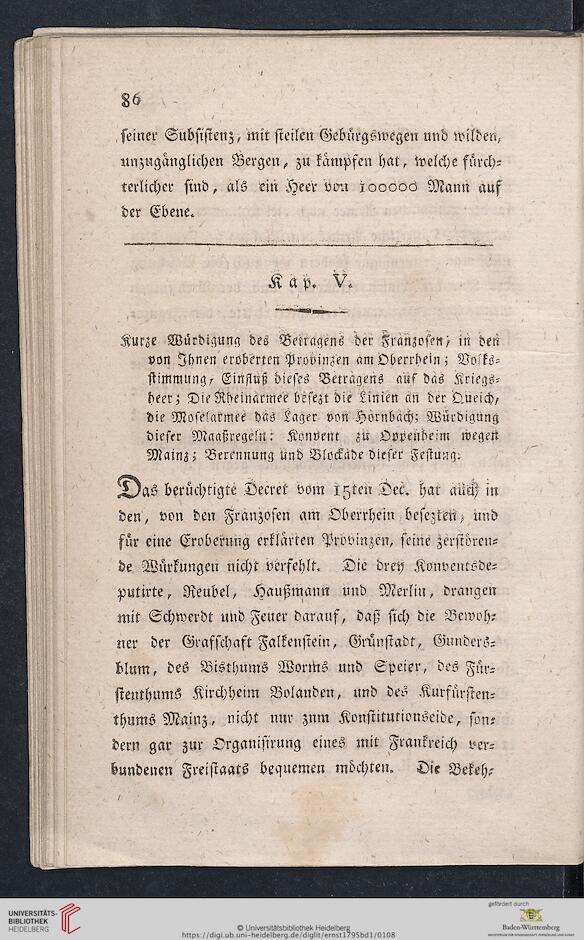 86
seiner Subsistenz, mit steilen Gebürgswegen und wilden,
unzugänglichen Bergen, zu kämpfen hat, welche fürch-
terlicher sind, als ein Heer von 100000 Mann auf
der Ebene.
Kap. V.
Kurze Würdigung des Betragens der Franzosen, in den
von Ihnen eroberten Provinzen am Oberrhein; Volks-
stimmung, Einfluß dieses Betragens auf das Kriegs-
heer; Die Rheinarmee besezt die Linien an der Queich,
die Moselarmee das Lager von Hornbach; Würdigung
dieser Maaßregeln: Konvent zu Oppenheim wegen
Mainz; Berennung und Blockade dieser Festung.
Das berüchtigte Decret vom 15ten Dec. hat auch in
den, von den Franzosen am Oberrhein besezten, und
für eine Eroberung erklärten Provinzen, seine zerstören-
de Würkungen nicht verfehlt. Die drey Konventsde-
putirte, Reubel, Haußmann und Merlin, drangen
mit Schwerdt und Feuer darauf, daß sich die Bewoh-
ner der Grafschaft Falkenstein, Grünstadt, Gunders-
blum, des Bisthums Worms und Speier, des Für-
stenthums Kirchheim Bolanden, und des Kurfürsten-
thums Mainz, nicht nur zum Konstitutionseide, son-
dern gar zur Organisirung eines mit Frankreich ver-
bundenen Freistaats bequemen möchten. Die Bekeh-
UNIVERSITÄTS-
BIBLIOTHEK
HEIDELBERG
© Universitätsbibliothek Heidelberg
https://digi.ub.uni-heidelberg.de/diglit/ernst1795bd1/0108
gefördert durch
Baden-Württemberg